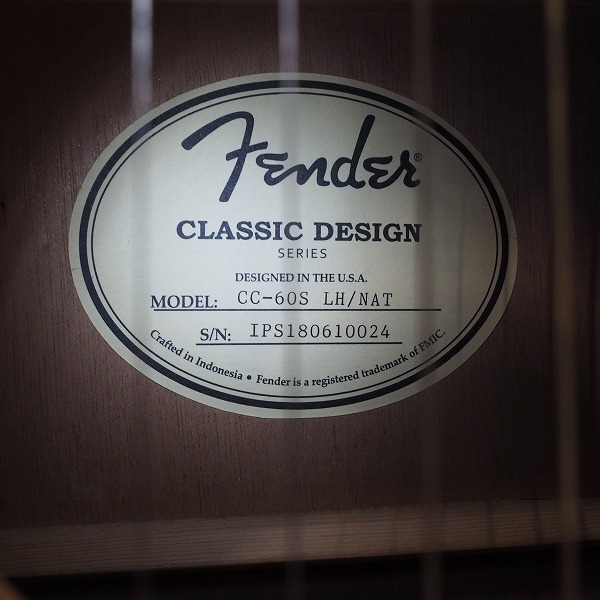 Fender®
CLASSIC DESIGN
SERIES
DESIGNED IN THE U.S.A.
MODEL: CC-60S LH/NAT
S/N: IPS180610024
Crafted in Indonesia • Fender is a registered trademark of FMIC.